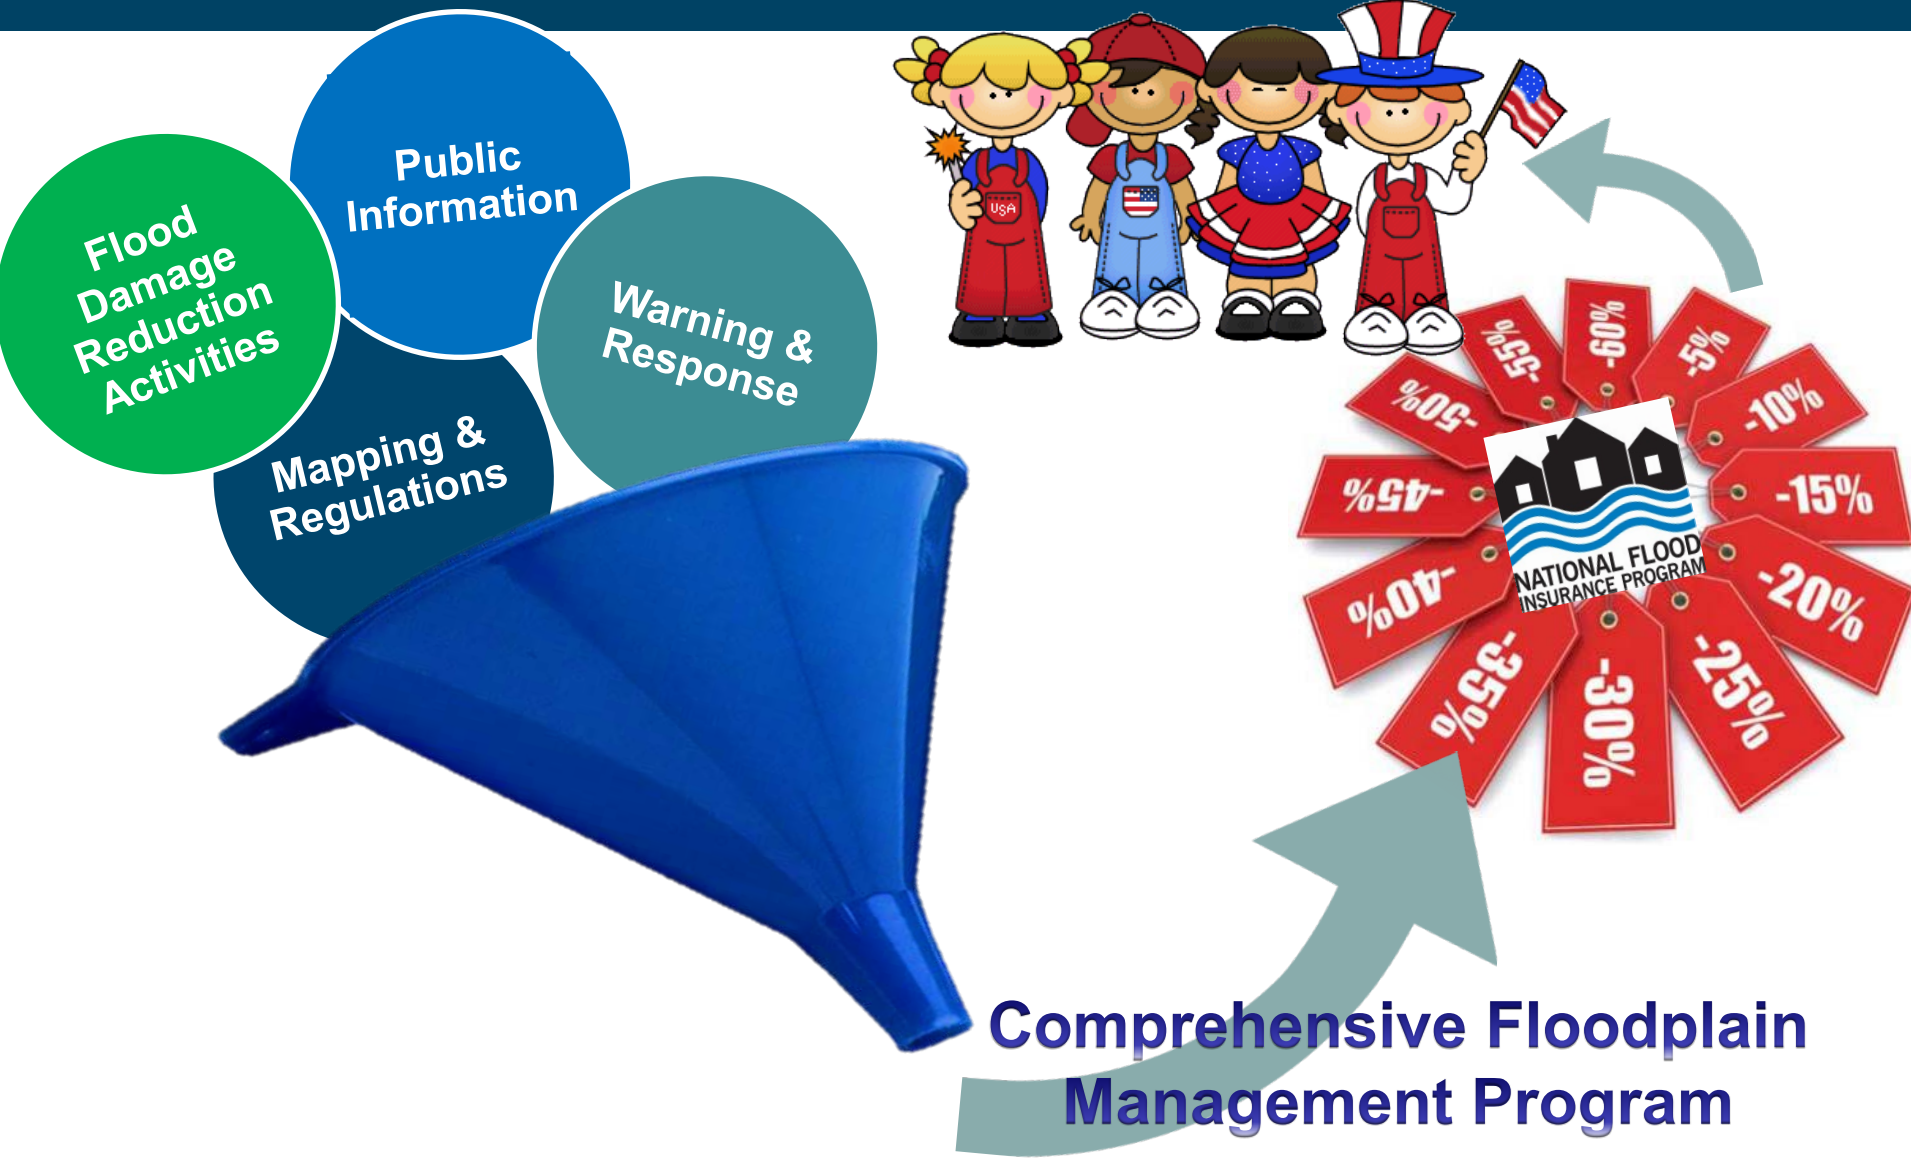 Public
Information
Flood
Damage
Reduction
Activities
Warning &
Response
Mapping &
Regulations
USA
-60%
-5%
-10%
-15%
-20%
-25%
-30%
-35%
-40%
-45%
-50%
-55%
NATIONAL FLOOD
INSURANCE PROGRAM
Comprehensive Floodplain
Management Program